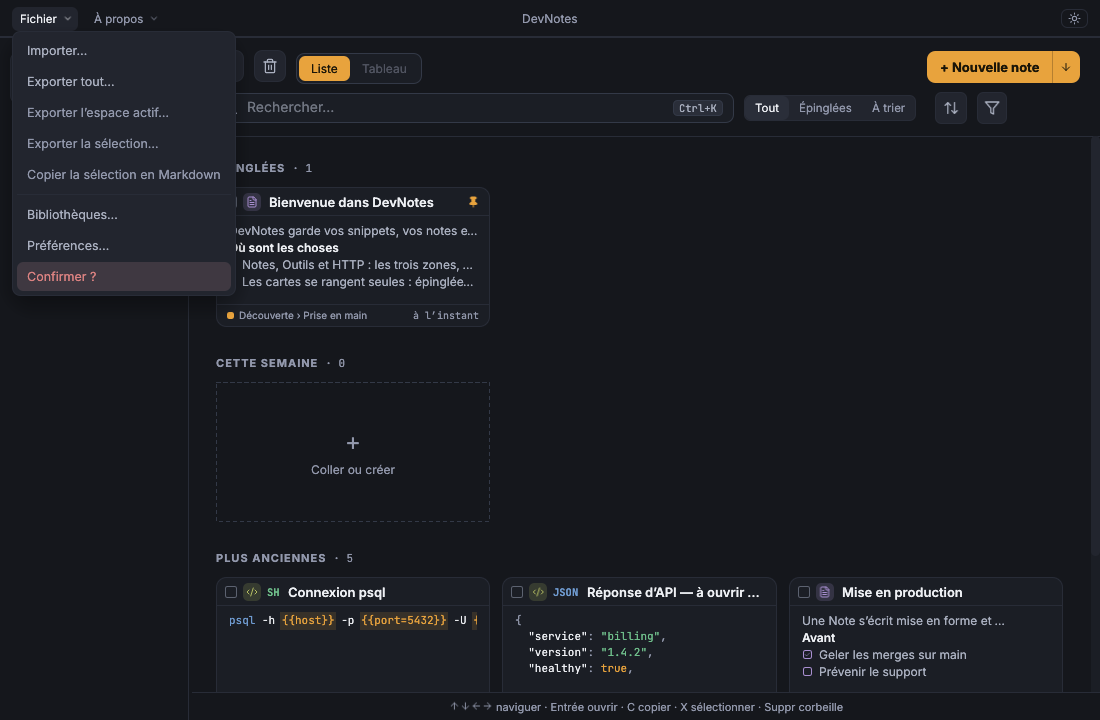 Fichier
À propos
DevNotes
Importer...
Exporter tout...
Exporter l'espace actif...
Exporter la sélection...
Copier la sélection en Markdown
Bibliothèques...
Préférences...
Confirmer ?
Liste
Tableau
+ Nouvelle note
Rechercher...
Ctrl+K
Tout
Épinglées
À trier
NGLÉES · 1
Bienvenue dans DevNotes
DevNotes garde vos snippets, vos notes e...
Où sont les choses
Notes, Outils et HTTP : les trois zones, ...
Les cartes se rangent seules : épinglée...
Découverte › Prise en main
à l'instant
CETTE SEMAINE · 0
+
Coller ou créer
PLUS ANCIENNES · 5
</> SH Connexion psql
psql -h {{host}} -p {{port=5432}} -U {
</> JSON Réponse d'API — à ouvrir ...
{
"service": "billing",
"version": "1.4.2",
"healthy": true,
Mise en production
Une Note s'écrit mise en forme et ...
Avant
Geler les merges sur main
Prévenir le support
↑↓←→ naviguer · Entrée ouvrir · C copier · X sélectionner · Suppr corbeille